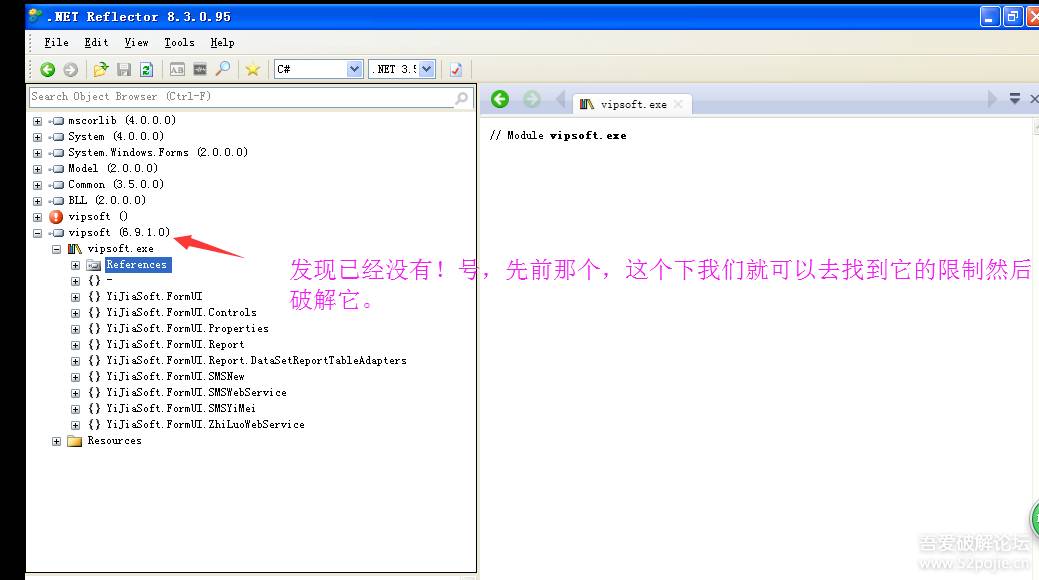 .NET Reflector 8.3.0.95
File Edit View Tools Help
C# .NET 3.5
Search Object Browser (Ctrl-F)
vipsoft.exe
mscorlib (4.0.0.0)
System (4.0.0.0)
System.Windows.Forms (2.0.0.0)
Model (2.0.0.0)
Common (3.5.0.0)
BLL (2.0.0.0)
vipsoft ()
vipsoft (6.9.1.0)
vipsoft.exe
References
{} -
{} YiJiaSoft.FormUI
{} YiJiaSoft.FormUI.Controls
{} YiJiaSoft.FormUI.Properties
{} YiJiaSoft.FormUI.Report
{} YiJiaSoft.FormUI.Report.DataSetReportTableAdapters
{} YiJiaSoft.FormUI.SMSNew
{} YiJiaSoft.FormUI.SMSWebService
{} YiJiaSoft.FormUI.SMSYiMei
{} YiJiaSoft.FormUI.ZhiLuoWebService
Resources
// Module vipsoft.exe
发现已经没有！号，先前那个，这个下我们就可以去找到它的限制然后
破解它。
吾爱破解论坛
www.52pojie.cn